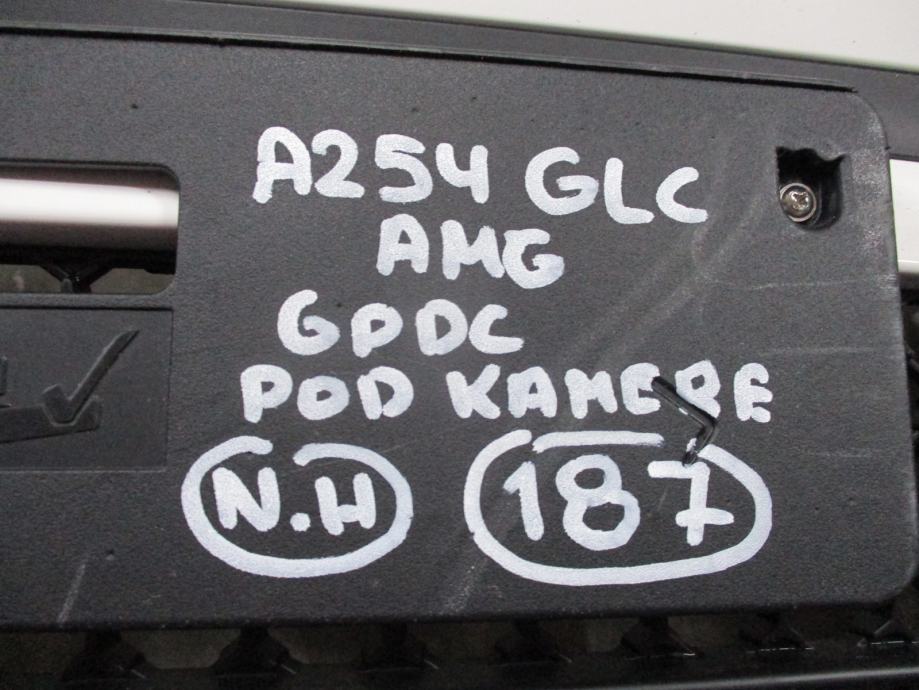 A254 GLC
AMG
GPDC
POD KAMERE
N.H 187